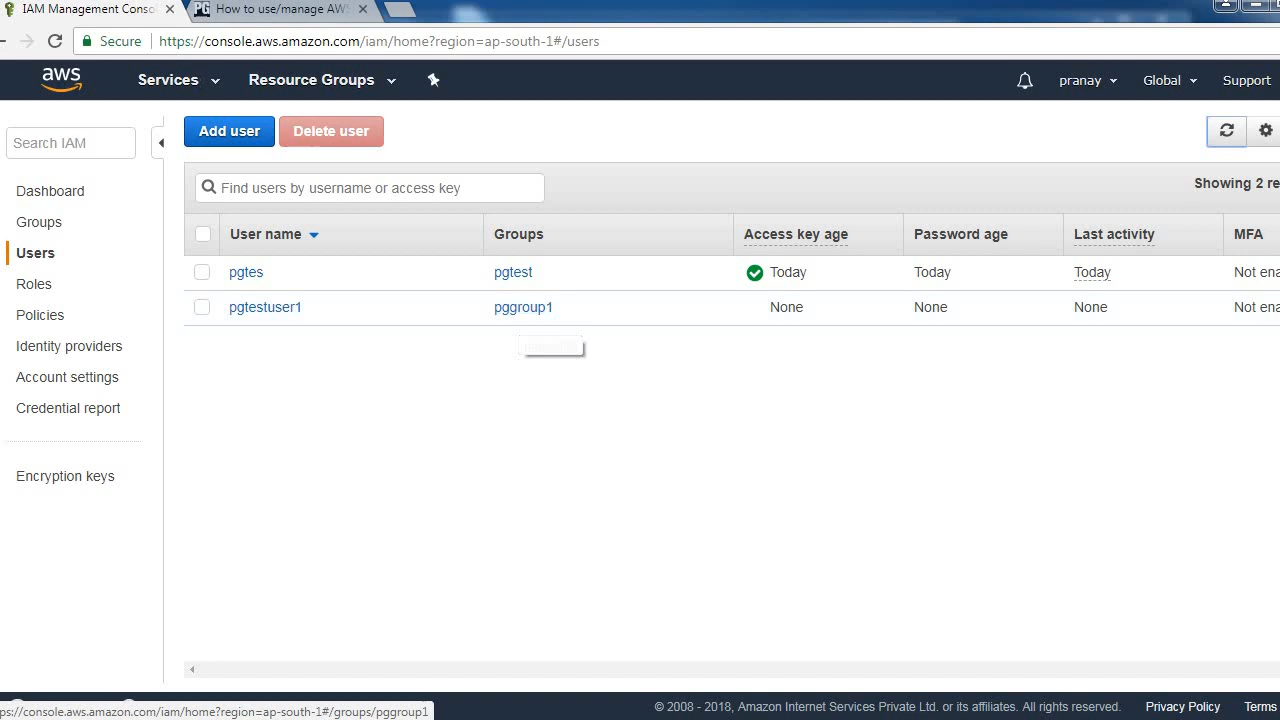 IAM Management Conso
PG How to use/manage AWS
Secure https://console.aws.amazon.com/iam/home?region=ap-south-1#/users
aws Services Resource Groups pranay Global Support
Add user Delete user
Search IAM
Dashboard
Groups
Users
Roles
Policies
Identity providers
Account settings
Credential report
Encryption keys
Find users by username or access key
Showing 2 re
User name Groups Access key age Password age Last activity MFA
pgtes pgtest Today Today Today Not ena
pgtestuser1 pggroup1 None None None Not ena
ps://console.aws.amazon.com/iam/home?region=ap-south-1#/groups/pggroup1
© 2008 - 2018, Amazon Internet Services Private Ltd. or its affiliates. All rights reserved. Privacy Policy Terms